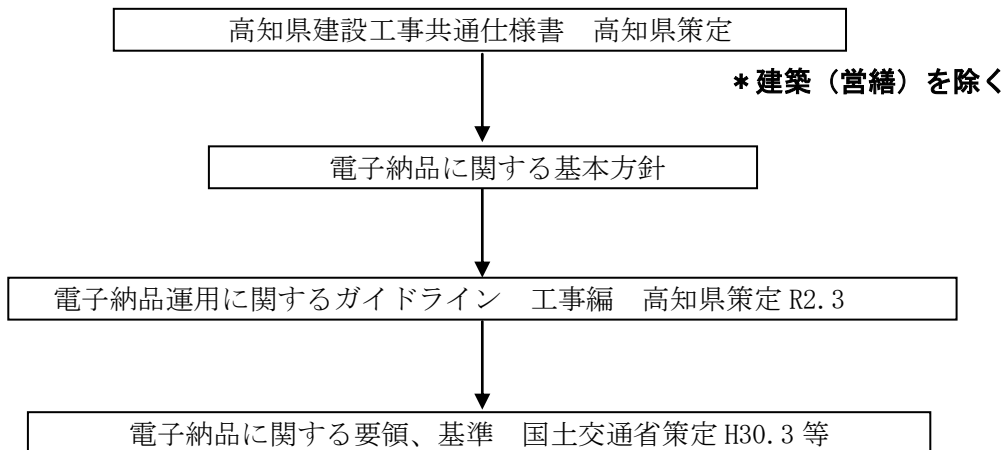 高知県建設工事共通仕様書　高知県策定
＊建築（営繕）を除く
電子納品に関する基本方針
電子納品運用に関するガイドライン　工事編　高知県策定 R2.3
電子納品に関する要領、基準　国土交通省策定 H30.3 等